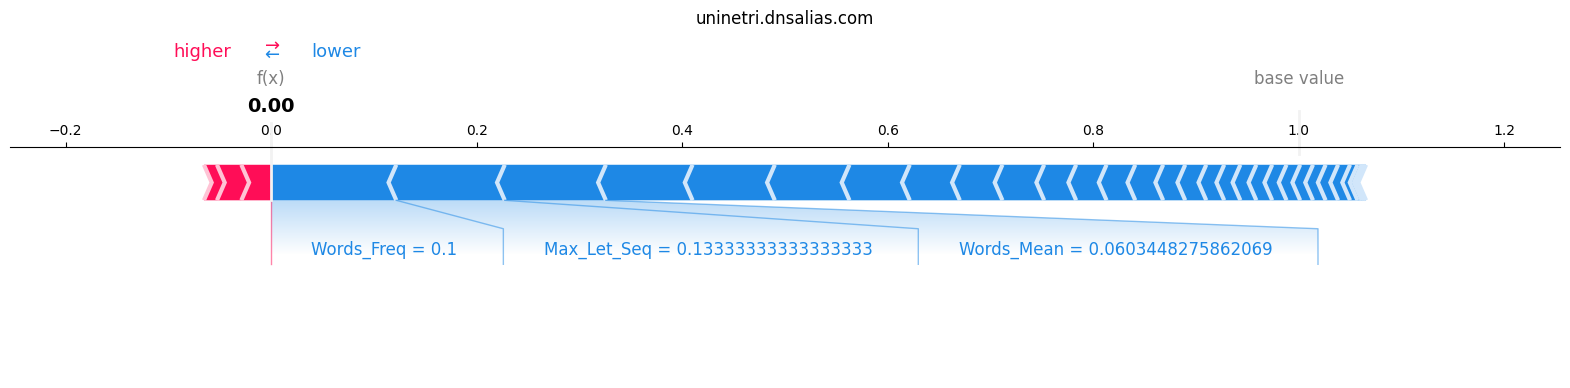 uninetri.dnsalias.com
higher ⇄ lower
f(x) base value
0.00
−0.2 0.0 0.2 0.4 0.6 0.8 1.0 1.2
Words_Freq = 0.1 Max_Let_Seq = 0.13333333333333333 Words_Mean = 0.0603448275862069